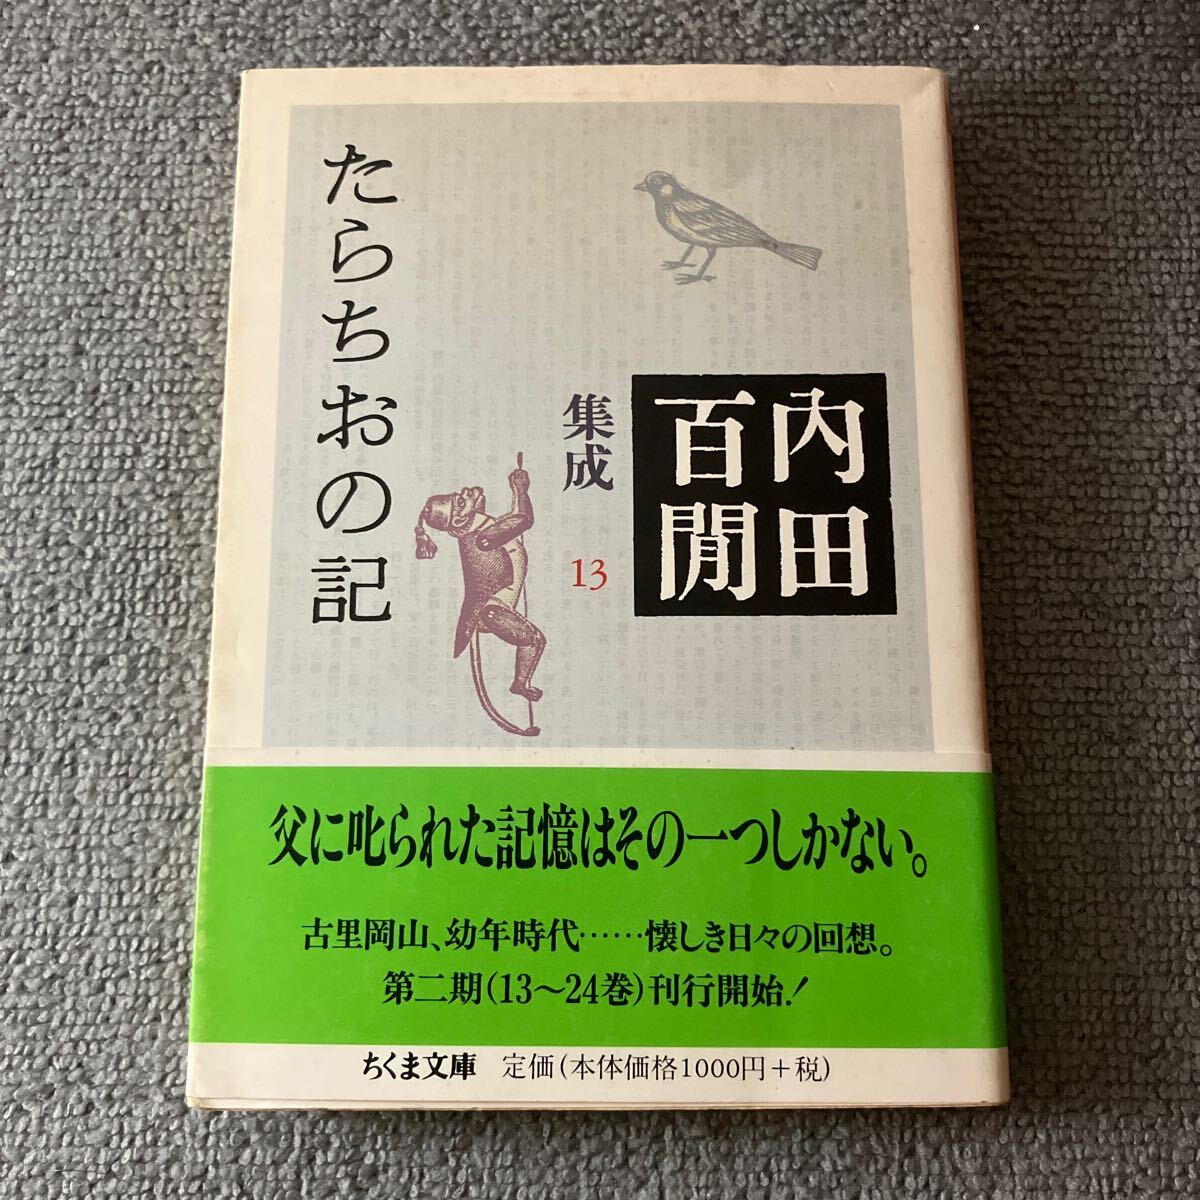 内田
百閒
集成
13
たらちおの記
父に叱られた記憶はその一つしかない。
古里岡山、幼年時代……懐しき日々の回想。
第二期(13〜24巻)刊行開始!
ちくま文庫 定価(本体価格1000円+税)